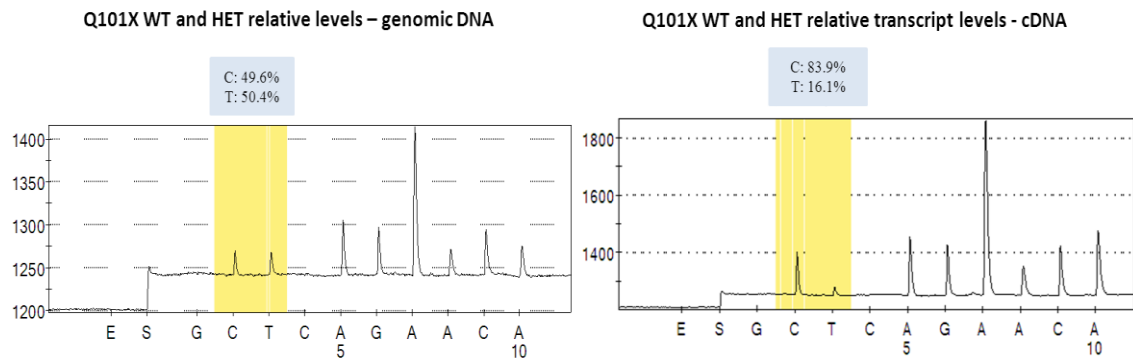 Q101X WT and HET relative levels – genomic DNA
C: 49.6%
T: 50.4%
1400
1350
1300
1250
1200
E S G C T C A G A A C A
5 10
Q101X WT and HET relative transcript levels - cDNA
C: 83.9%
T: 16.1%
1800
1600
1400
E S G C T C A G A A C A
5 10